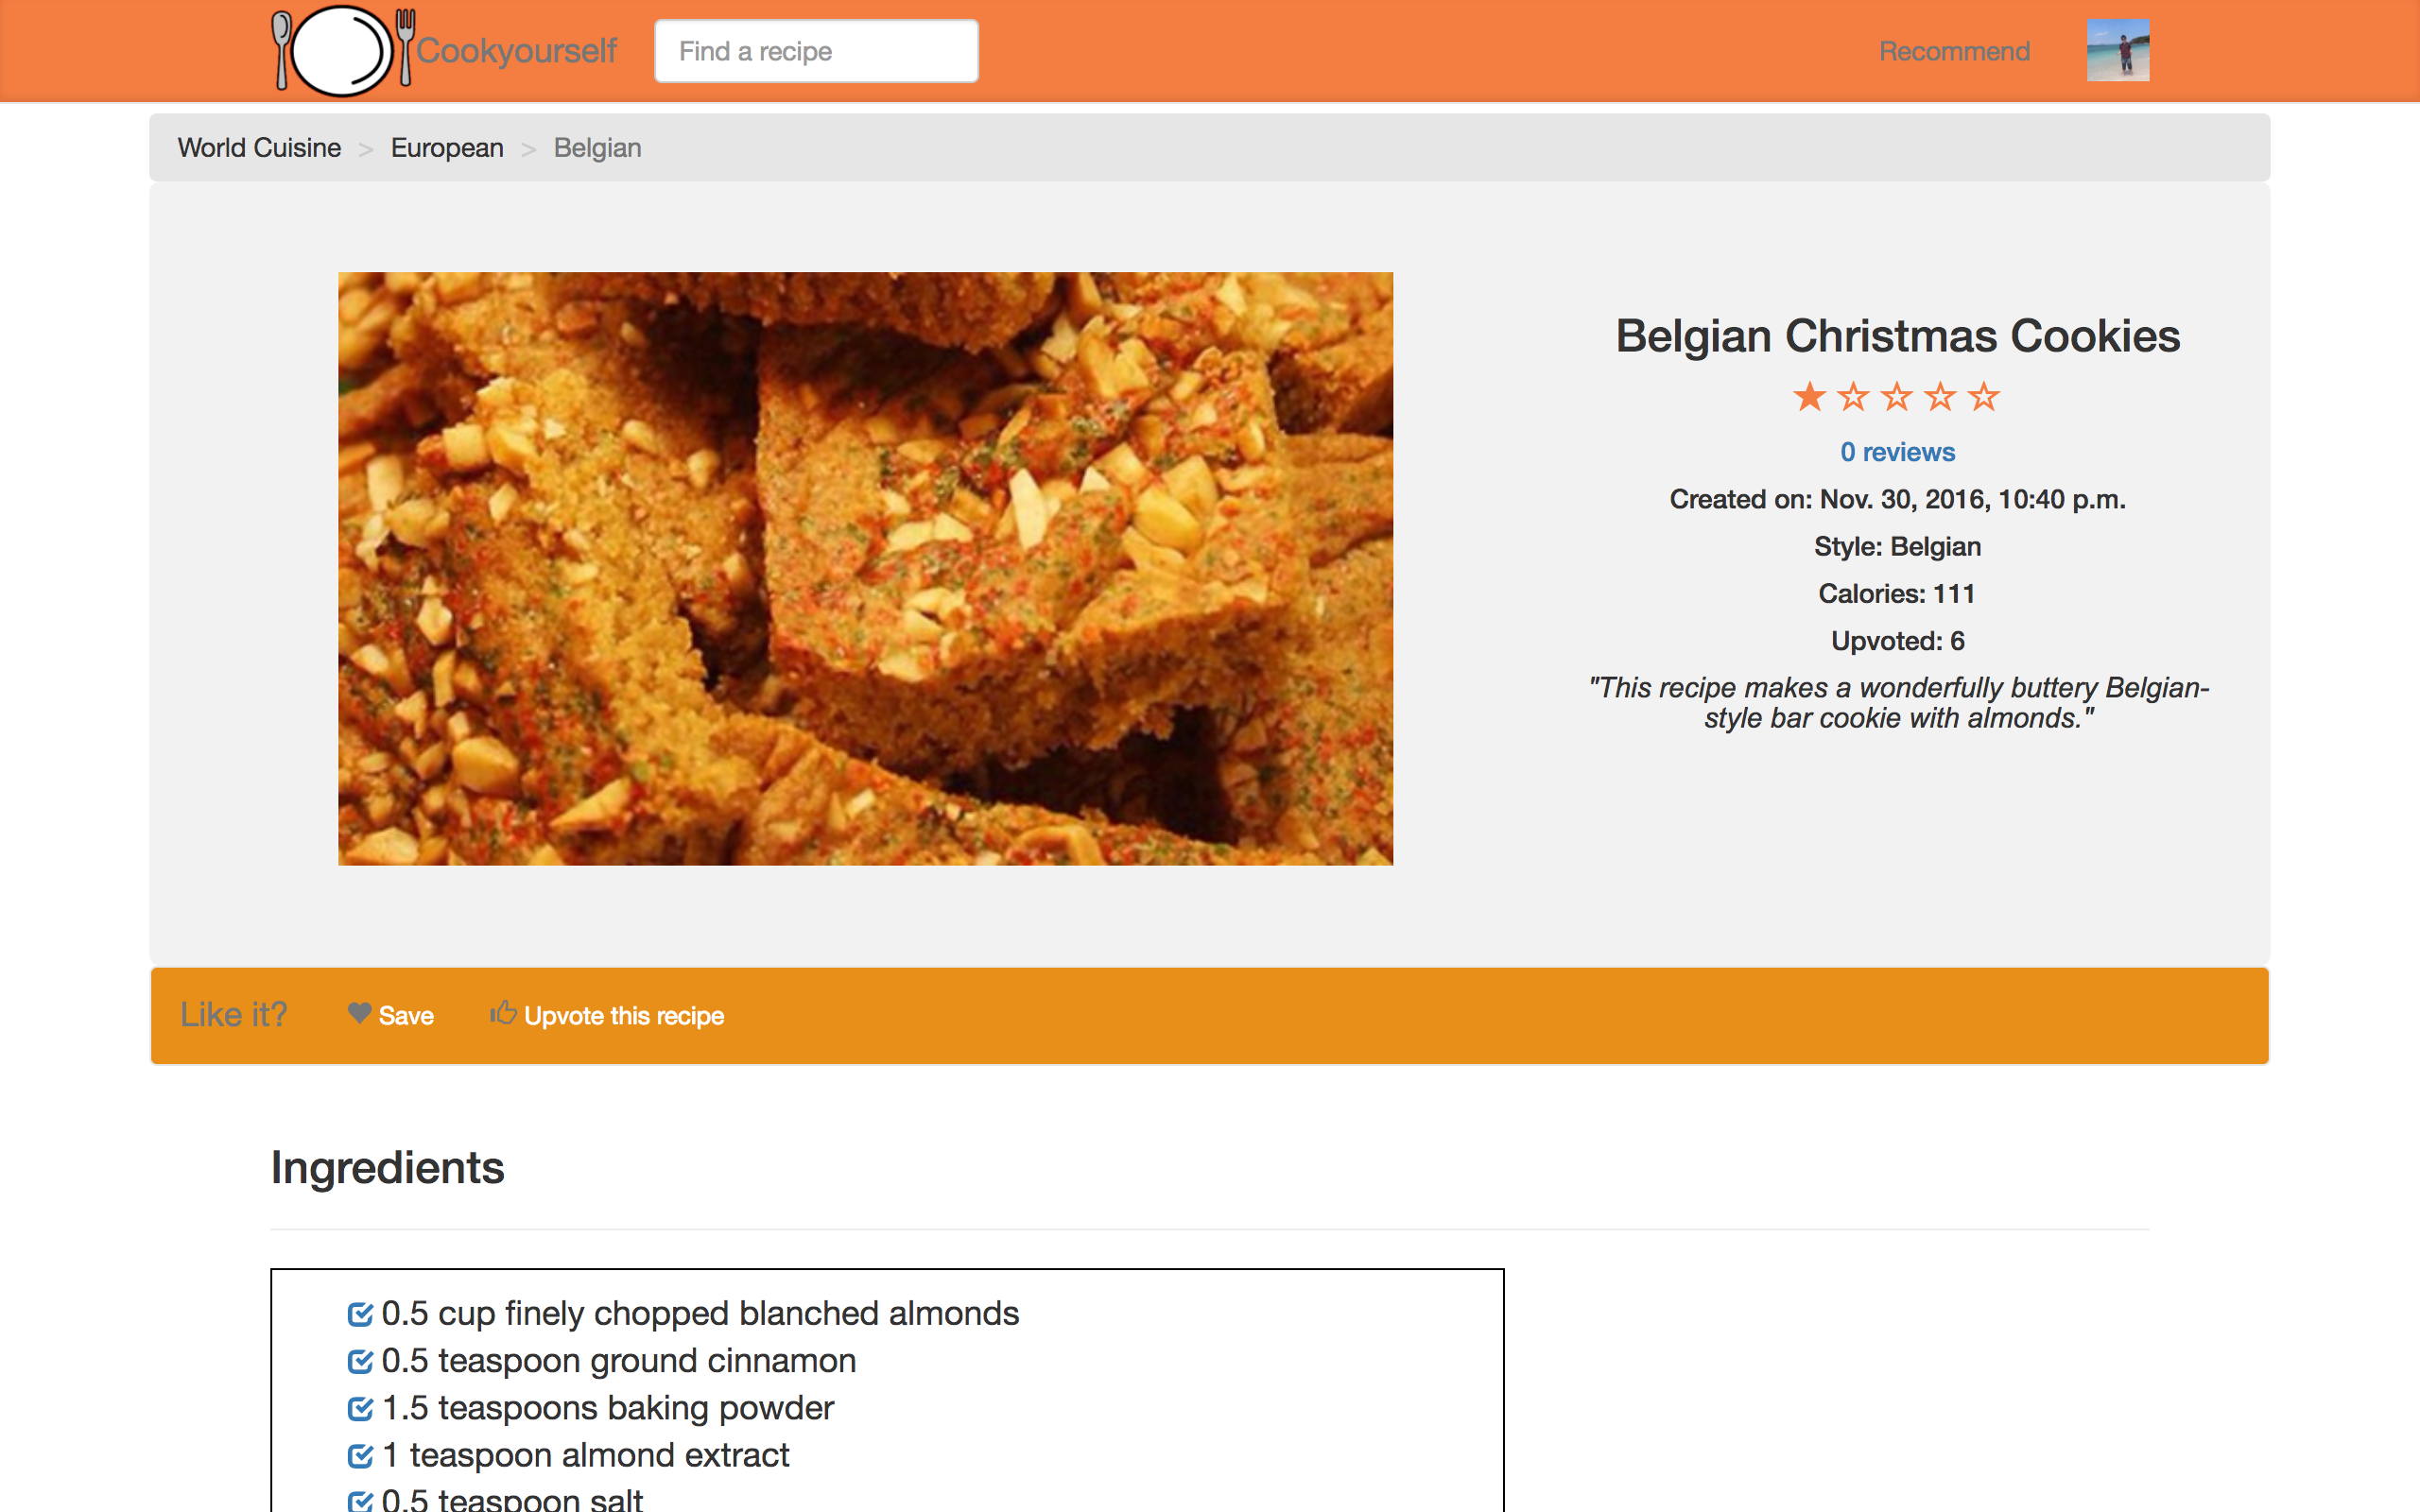 Cookyourself
Find a recipe
Recommend
World Cuisine > European > Belgian
Belgian Christmas Cookies
0 reviews
Created on: Nov. 30, 2016, 10:40 p.m.
Style: Belgian
Calories: 111
Upvoted: 6
"This recipe makes a wonderfully buttery Belgian-
style bar cookie with almonds."
Like it?
Save
Upvote this recipe
Ingredients
0.5 cup finely chopped blanched almonds
0.5 teaspoon ground cinnamon
1.5 teaspoons baking powder
1 teaspoon almond extract
0.5 teaspoon salt